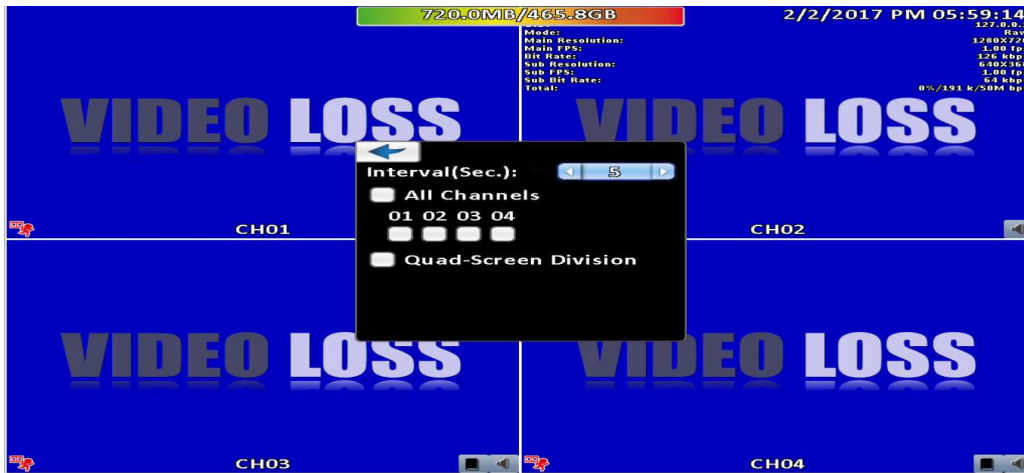 720.0MB/465.8GB
2/2/2017 PM 05:59:14
127.0.0.
Mode: Raw
Main Resolution: 1280X720
Main FPS: 1.00 fp
Bit Rate: 126 kbp
Sub Resolution: 640X368
Sub FPS: 1.00 fp
Sub Bit Rate: 64 kbp
Total: 0%/191 k/50M bp
VIDEO LOSS
VIDEO LOSS
Interval(Sec.): 5
All Channels
01 02 03 04
CH01
CH02
Quad-Screen Division
VIDEO LOSS
VIDEO LOSS
CH03
CH04